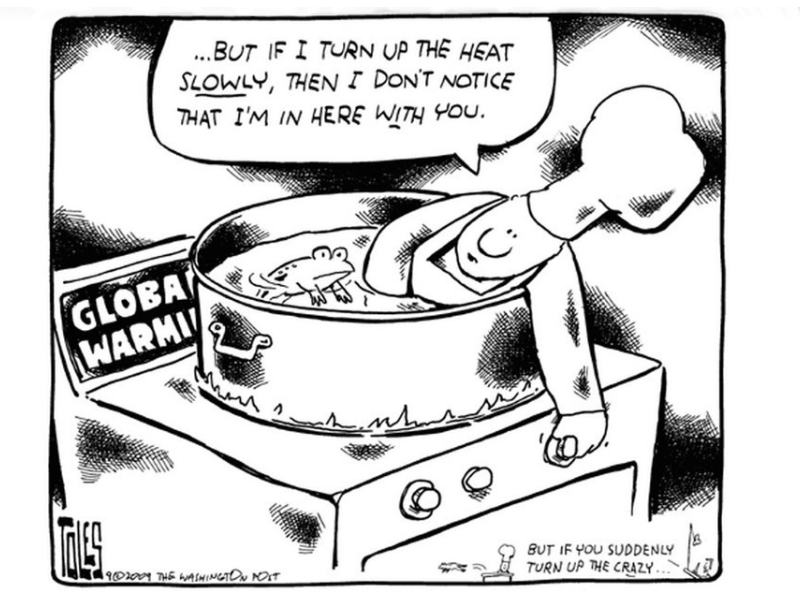 ...BUT IF I TURN UP THE HEAT
SLOWLY, THEN I DON'T NOTICE
THAT I'M IN HERE WITH YOU.
GLOBA
WARMI
TOLES
©2009 THE WASHINGTON POST
BUT IF YOU SUDDENLY
TURN UP THE CRAZY...